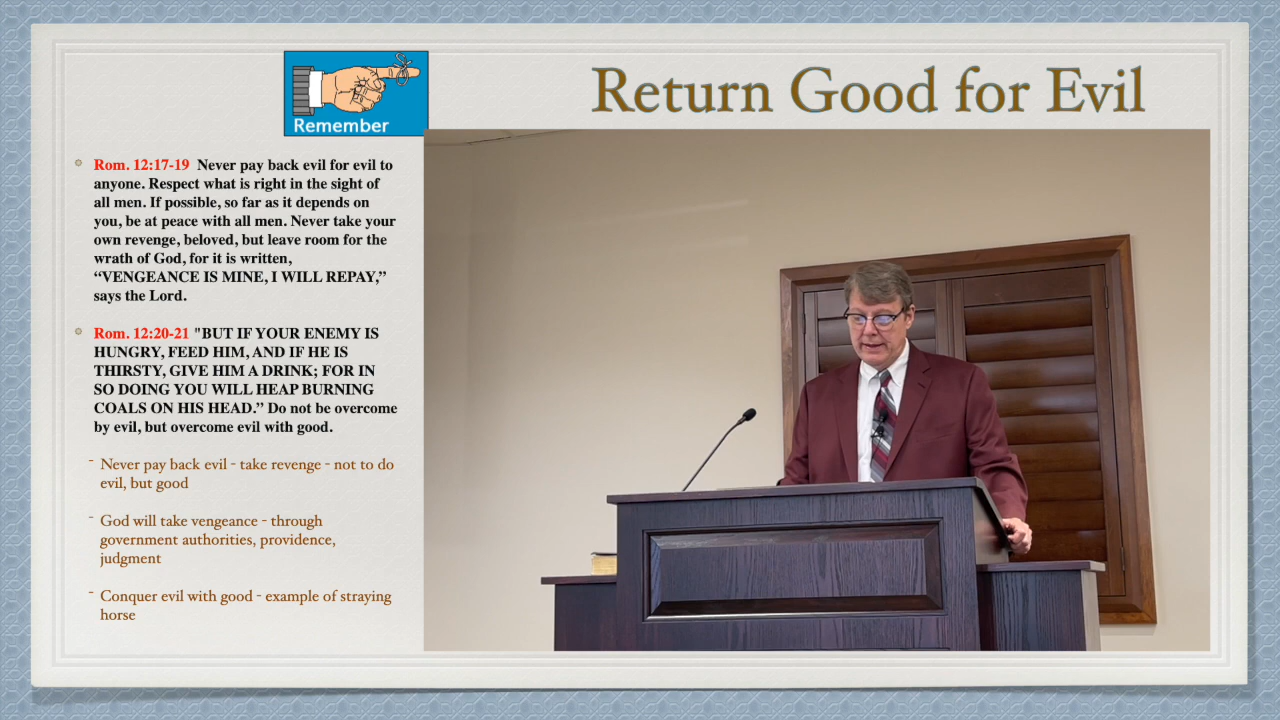 Return Good for Evil
Remember
Rom. 12:17-19 Never pay back evil for evil to
anyone. Respect what is right in the sight of
all men. If possible, so far as it depends on
you, be at peace with all men. Never take your
own revenge, beloved, but leave room for the
wrath of God, for it is written,
“VENGEANCE IS MINE, I WILL REPAY,”
says the Lord.
Rom. 12:20-21 "BUT IF YOUR ENEMY IS
HUNGRY, FEED HIM, AND IF HE IS
THIRSTY, GIVE HIM A DRINK; FOR IN
SO DOING YOU WILL HEAP BURNING
COALS ON HIS HEAD.” Do not be overcome
by evil, but overcome evil with good.
- Never pay back evil - take revenge - not to do
evil, but good
- God will take vengeance - through
government authorities, providence,
judgment
- Conquer evil with good - example of straying
horse